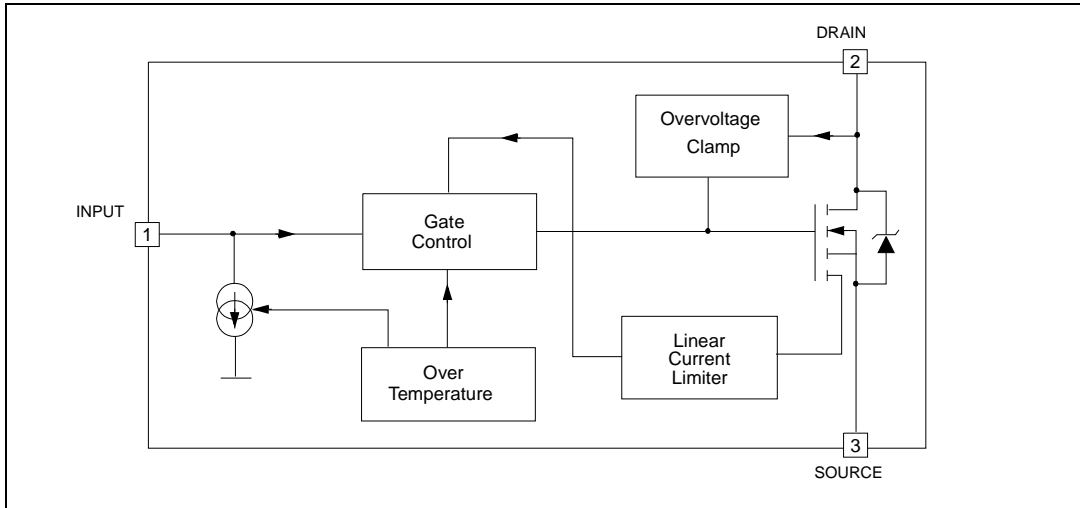 DRAIN
2
Overvoltage
Clamp
INPUT
1
Gate
Control
Linear
Current
Limiter
Over
Temperature
3
SOURCE